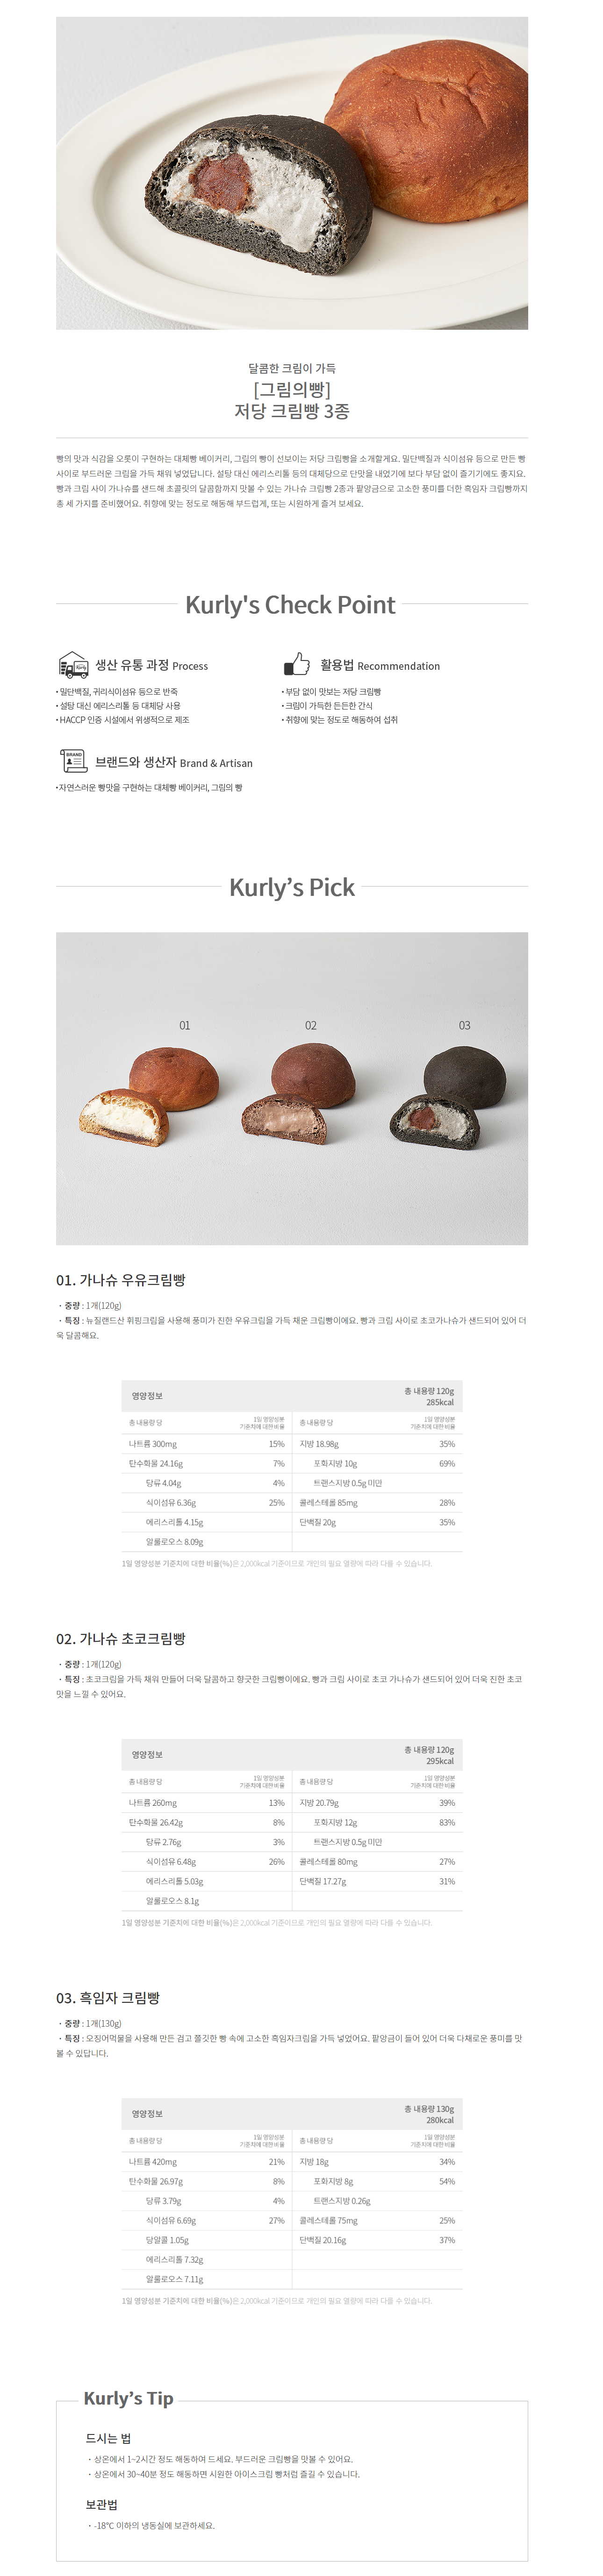 달콤한 크림이 가득
[그림의빵]
저당 크림빵 3종
빵의 맛과 식감을 오롯이 구현하는 대체빵 베이커리, 그림의 빵이 선보이는 저당 크림빵을 소개할게요. 밀단백질과 식이섬유 등으로 만든 빵
사이로 부드러운 크림을 가득 채워 넣었답니다. 설탕 대신 에리스리톨 등의 대체당으로 단맛을 내었기에 보다 부담 없이 즐기기에도 좋지요.
빵과 크림 사이 가나슈를 샌드해 초콜릿의 달콤함까지 맛볼 수 있는 가나슈 크림빵 2종과 팥앙금으로 고소한 풍미를 더한 흑임자 크림빵까지
총 세 가지를 준비했어요. 취향에 맞는 정도로 해동해 부드럽게, 또는 시원하게 즐겨 보세요.
Kurly's Check Point
Kurly
생산 유통 과정 Process
• 밀단백질, 귀리식이섬유 등으로 반죽
• 설탕 대신 에리스리톨 등 대체당 사용
• HACCP 인증 시설에서 위생적으로 제조
활용법 Recommendation
• 부담 없이 맛보는 저당 크림빵
• 크림이 가득한 든든한 간식
• 취향에 맞는 정도로 해동하여 섭취
BRAND
브랜드와 생산자 Brand & Artisan
• 자연스러운 빵맛을 구현하는 대체빵 베이커리, 그림의 빵
Kurly’s Pick
01 02 03
01. 가나슈 우유크림빵
· 중량 : 1개(120g)
· 특징 : 뉴질랜드산 휘핑크림을 사용해 풍미가 진한 우유크림을 가득 채운 크림빵이에요. 빵과 크림 사이로 초코가나슈가 샌드되어 있어 더
욱 달콤해요.
영양정보 총 내용량 120g
285kcal
총 내용량 당 1일 영양성분 총 내용량 당 1일 영양성분
기준치에 대한 비율 기준치에 대한 비율
나트륨 300mg 15% 지방 18.98g 35%
탄수화물 24.16g 7% 포화지방 10g 69%
당류 4.04g 4% 트랜스지방 0.5g 미만
식이섬유 6.36g 25% 콜레스테롤 85mg 28%
에리스리톨 4.15g 단백질 20g 35%
알룰로오스 8.09g
1일 영양성분 기준치에 대한 비율(%)은 2,000kcal 기준이므로 개인의 필요 열량에 따라 다를 수 있습니다.
02. 가나슈 초코크림빵
· 중량 : 1개(120g)
· 특징 : 초코크림을 가득 채워 만들어 더욱 달콤하고 향긋한 크림빵이에요. 빵과 크림 사이로 초코 가나슈가 샌드되어 있어 더욱 진한 초코
맛을 느낄 수 있어요.
영양정보 총 내용량 120g
295kcal
총 내용량 당 1일 영양성분 총 내용량 당 1일 영양성분
기준치에 대한 비율 기준치에 대한 비율
나트륨 260mg 13% 지방 20.79g 39%
탄수화물 26.42g 8% 포화지방 12g 83%
당류 2.76g 3% 트랜스지방 0.5g 미만
식이섬유 6.48g 26% 콜레스테롤 80mg 27%
에리스리톨 5.03g 단백질 17.27g 31%
알룰로오스 8.1g
1일 영양성분 기준치에 대한 비율(%)은 2,000kcal 기준이므로 개인의 필요 열량에 따라 다를 수 있습니다.
03. 흑임자 크림빵
· 중량 : 1개(130g)
· 특징 : 오징어먹물을 사용해 만든 검고 쫄깃한 빵 속에 고소한 흑임자크림을 가득 넣었어요. 팥앙금이 들어 있어 더욱 다채로운 풍미를 맛
볼 수 있답니다.
영양정보 총 내용량 130g
280kcal
총 내용량 당 1일 영양성분 총 내용량 당 1일 영양성분
기준치에 대한 비율 기준치에 대한 비율
나트륨 420mg 21% 지방 18g 34%
탄수화물 26.97g 8% 포화지방 8g 54%
당류 3.79g 4% 트랜스지방 0.26g
식이섬유 6.69g 27% 콜레스테롤 75mg 25%
당알콜 1.05g 단백질 20.16g 37%
에리스리톨 7.32g
알룰로오스 7.11g
1일 영양성분 기준치에 대한 비율(%)은 2,000kcal 기준이므로 개인의 필요 열량에 따라 다를 수 있습니다.
Kurly’s Tip
드시는 법
· 상온에서 1~2시간 정도 해동하여 드세요. 부드러운 크림빵을 맛볼 수 있어요.
· 상온에서 30~40분 정도 해동하면 시원한 아이스크림 빵처럼 즐길 수 있습니다.
보관법
· -18℃ 이하의 냉동실에 보관하세요.